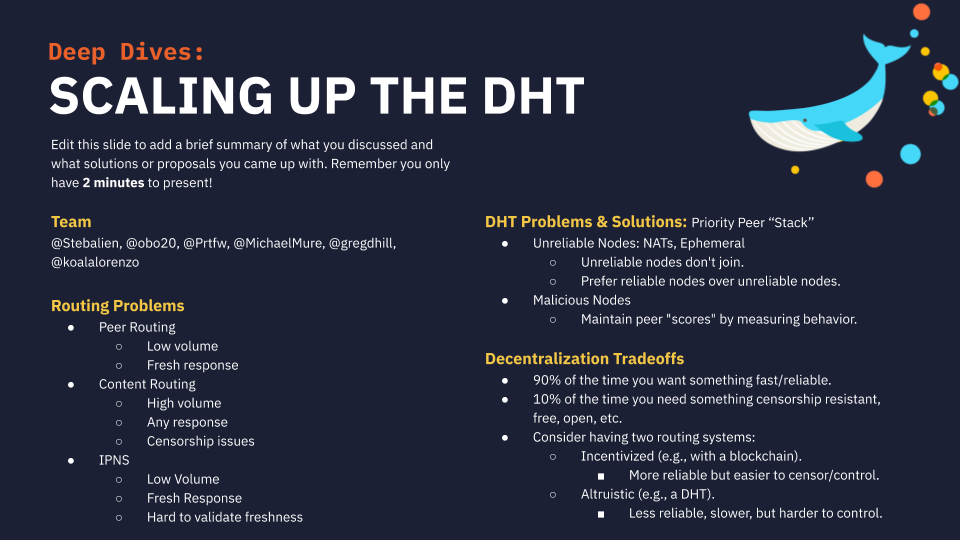 Deep Dives:
SCALING UP THE DHT
Edit this slide to add a brief summary of what you discussed and
what solutions or proposals you came up with. Remember you only
have 2 minutes to present!
Team
@Stebalien, @obo20, @Prtfw, @MichaelMure, @gregdhill,
@koalalorenzo
Routing Problems
● Peer Routing
○ Low volume
○ Fresh response
● Content Routing
○ High volume
○ Any response
○ Censorship issues
● IPNS
○ Low Volume
○ Fresh Response
○ Hard to validate freshness
DHT Problems & Solutions: Priority Peer “Stack”
● Unreliable Nodes: NATs, Ephemeral
○ Unreliable nodes don't join.
○ Prefer reliable nodes over unreliable nodes.
● Malicious Nodes
○ Maintain peer "scores" by measuring behavior.
Decentralization Tradeoffs
● 90% of the time you want something fast/reliable.
● 10% of the time you need something censorship resistant,
free, open, etc.
● Consider having two routing systems:
○ Incentivized (e.g., with a blockchain).
■ More reliable but easier to censor/control.
○ Altruistic (e.g., a DHT).
■ Less reliable, slower, but harder to control.